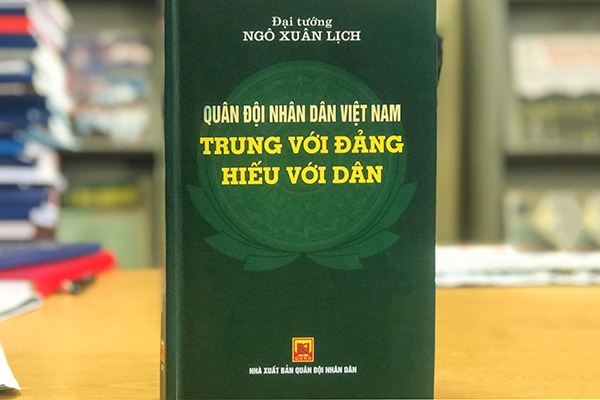 Đại tướng
NGÔ XUÂN LỊCH
QUÂN ĐỘI NHÂN DÂN VIỆT NAM
TRUNG VỚI ĐẢNG
HIẾU VỚI DÂN
NHÀ XUẤT BẢN QUÂN ĐỘI NHÂN DÂN